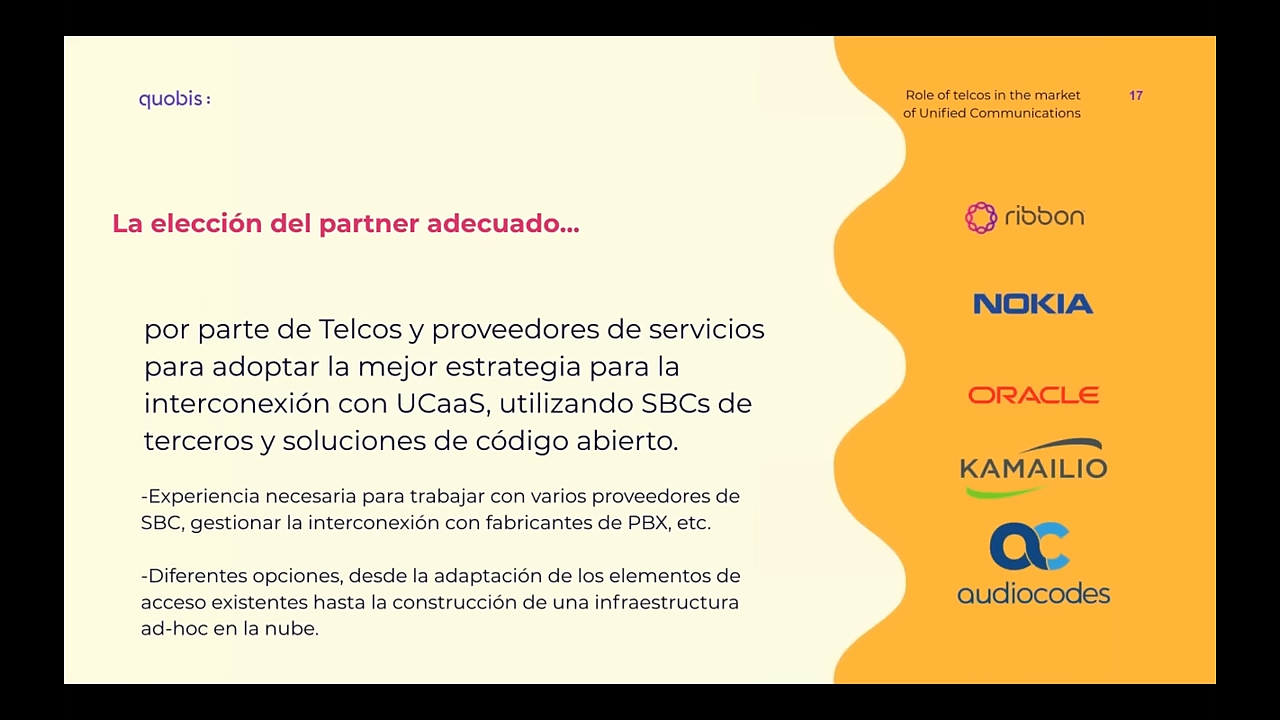 quobis:
Role of telcos in the market
of Unified Communications
17
La elección del partner adecuado...
por parte de Telcos y proveedores de servicios
para adoptar la mejor estrategia para la
interconexión con UCaaS, utilizando SBCs de
terceros y soluciones de código abierto.
-Experiencia necesaria para trabajar con varios proveedores de
SBC, gestionar la interconexión con fabricantes de PBX, etc.
-Diferentes opciones, desde la adaptación de los elementos de
acceso existentes hasta la construcción de una infraestructura
ad-hoc en la nube.
ribbon
NOKIA
ORACLE
KAMAILIO
ac
audiocodes